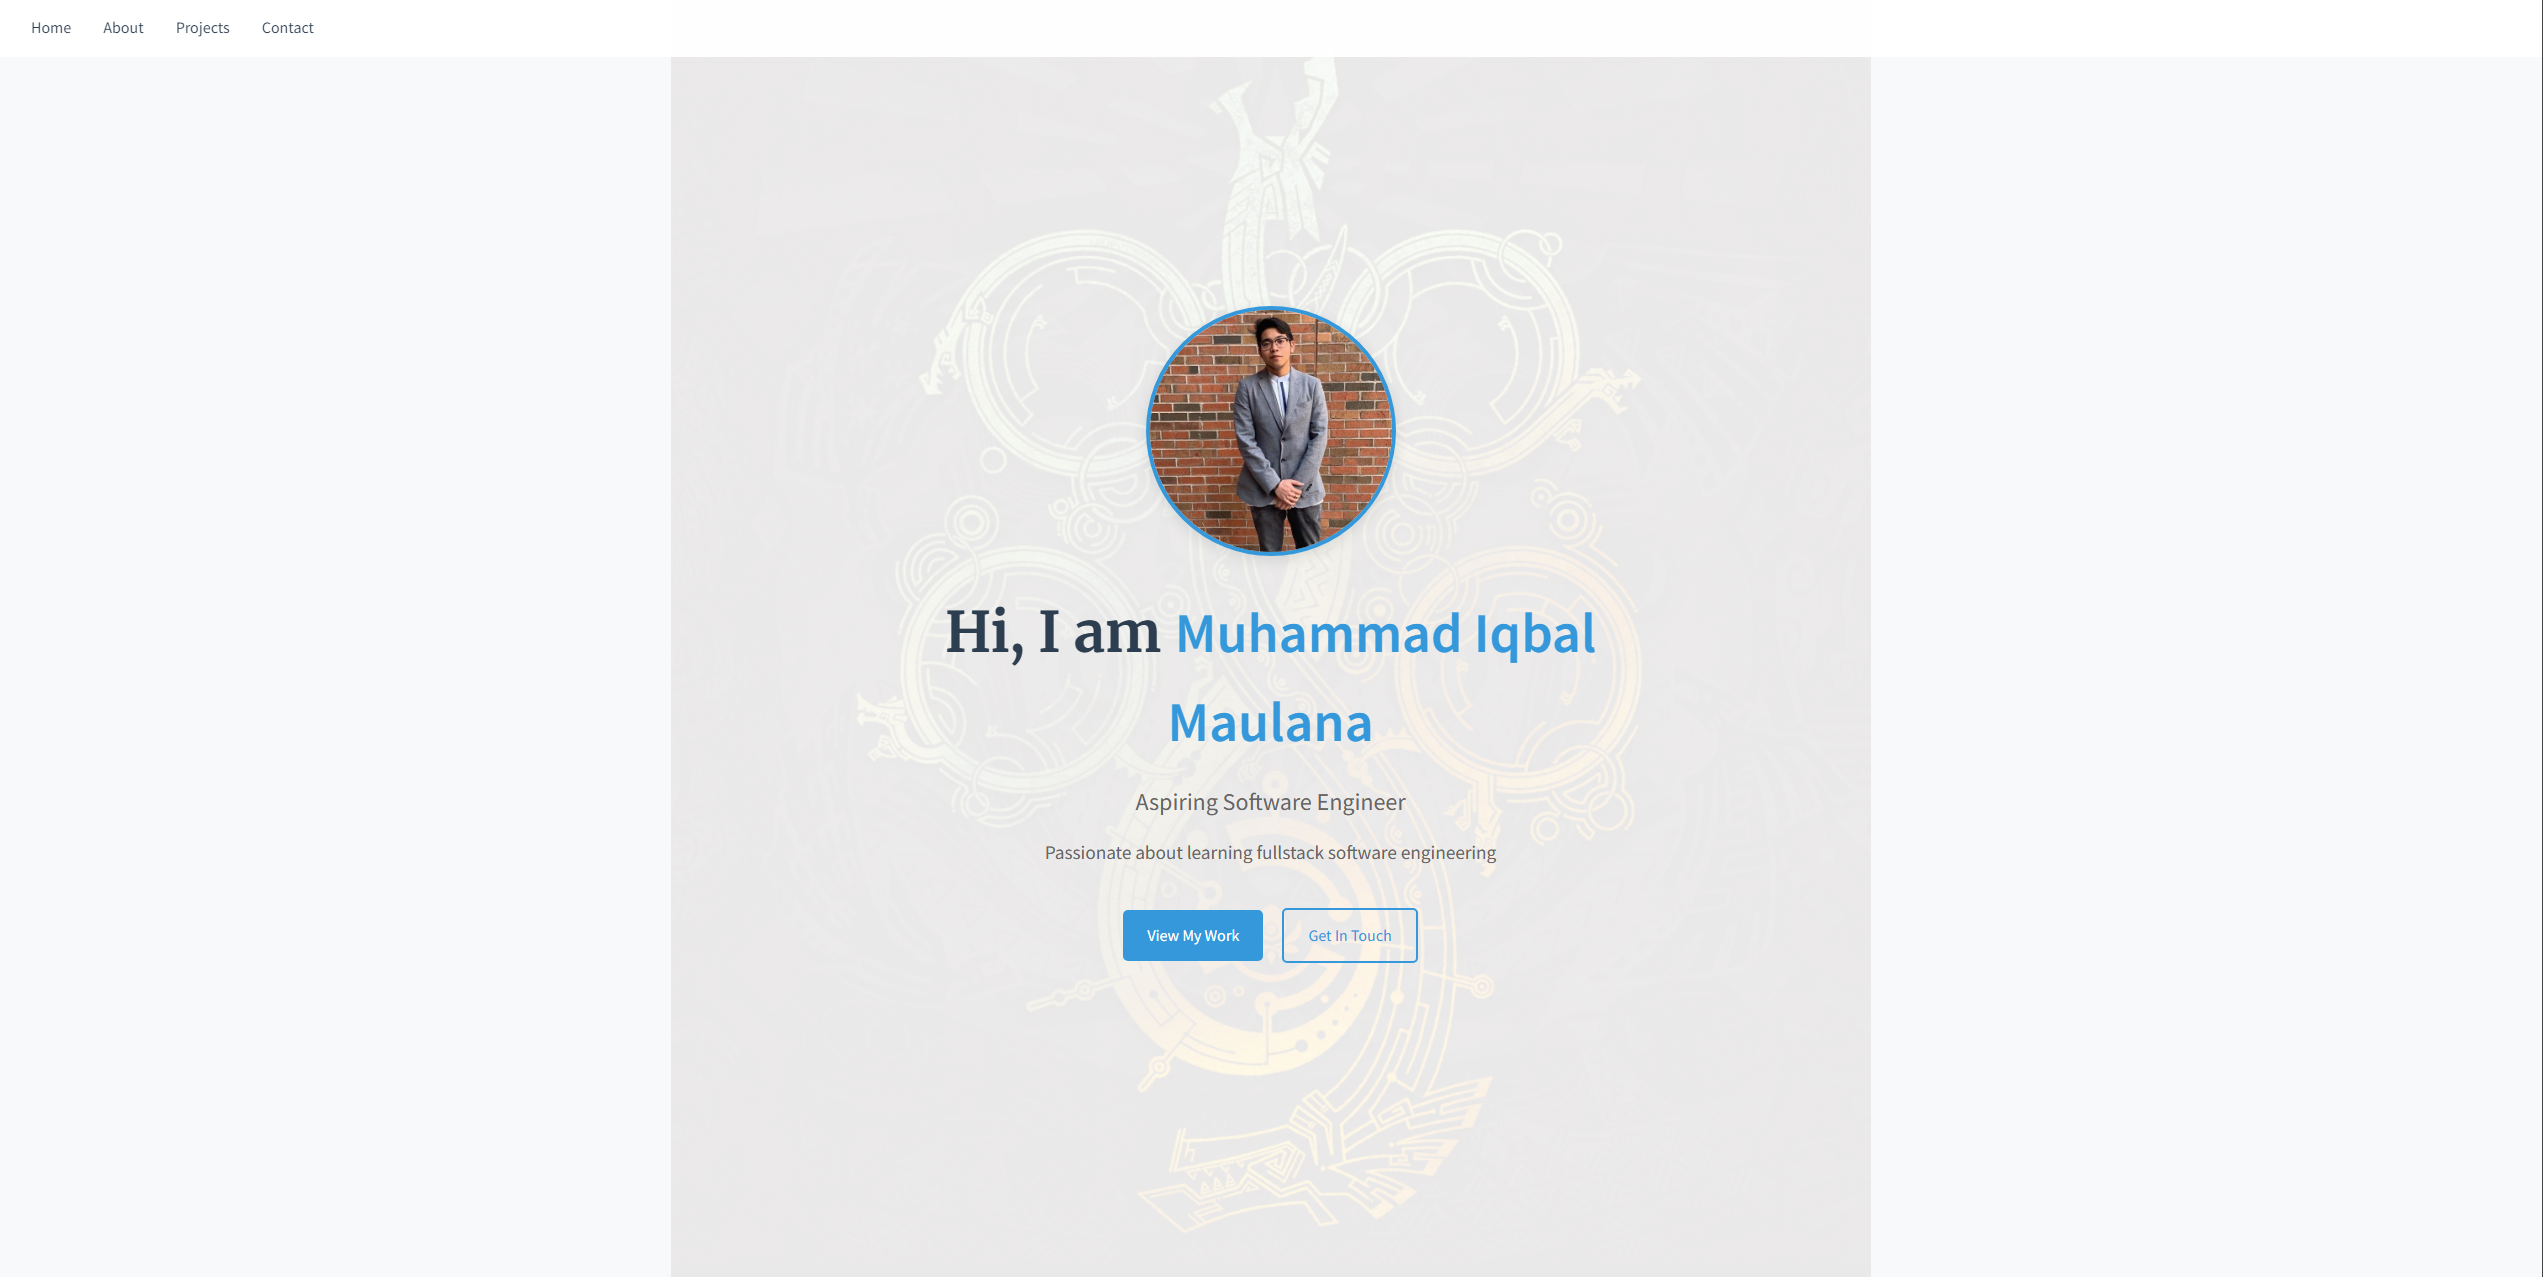 Home About Projects Contact
Hi, I am Muhammad Iqbal
Maulana
Aspiring Software Engineer
Passionate about learning fullstack software engineering
View My Work Get In Touch